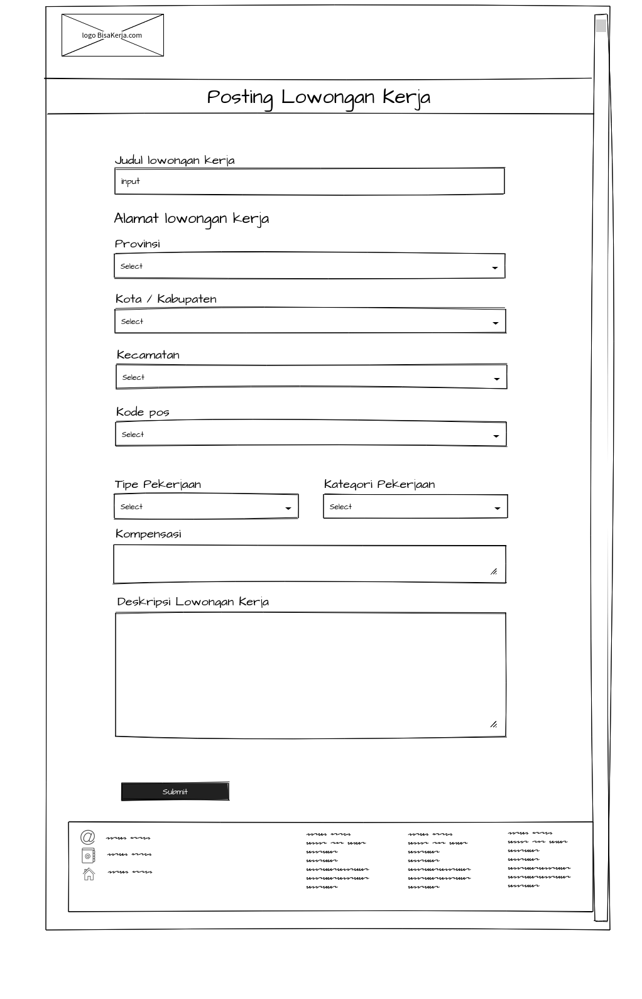 logo BisaKerja.com
Posting Lowongan Kerja
Judul lowongan kerja
input
Alamat lowongan kerja
Provinsi
Select
Kota / Kabupaten
Select
Kecamatan
Select
Kode pos
Select
Tipe Pekerjaan
Kategori Pekerjaan
Select
Select
Kompensasi
Deskripsi Lowongan Kerja
Submit